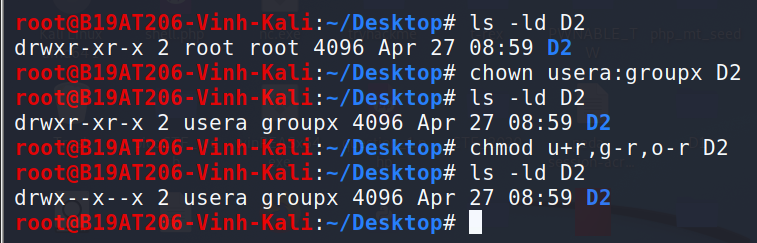 root@B19AT206-Vinh-Kali:~/Desktop# ls -ld D2
drwxr-xr-x 2 root root 4096 Apr 27 08:59 D2
root@B19AT206-Vinh-Kali:~/Desktop# chown usera:groupx D2
root@B19AT206-Vinh-Kali:~/Desktop# ls -ld D2
drwxr-xr-x 2 usera groupx 4096 Apr 27 08:59 D2
root@B19AT206-Vinh-Kali:~/Desktop# chmod u+r,g-r,o-r D2
root@B19AT206-Vinh-Kali:~/Desktop# ls -ld D2
drwx--x--x 2 usera groupx 4096 Apr 27 08:59 D2
root@B19AT206-Vinh-Kali:~/Desktop#